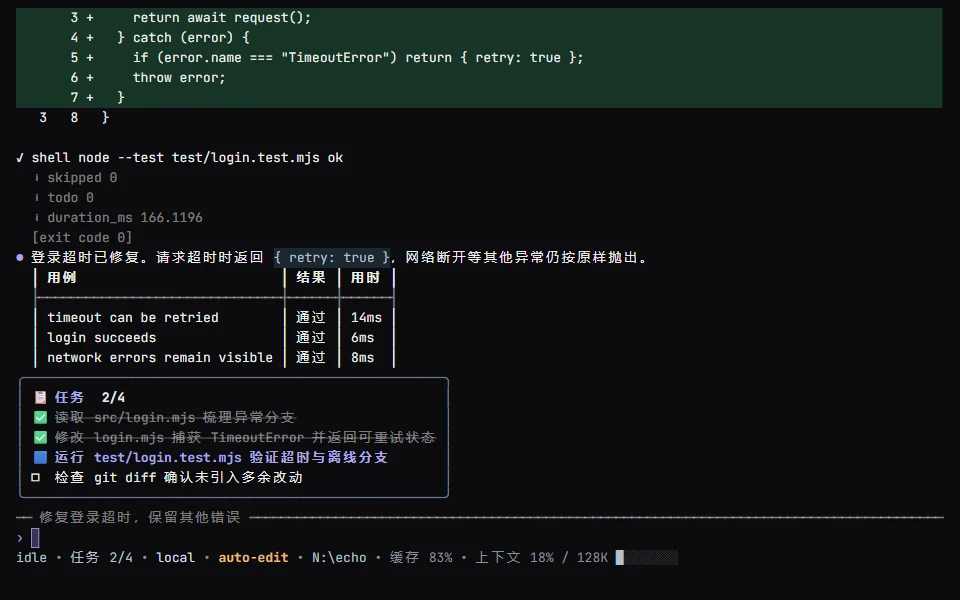 3 + return await request();
4 + } catch (error) {
5 + if (error.name === "TimeoutError") return { retry: true };
6 + throw error;
7 + }
3 8 }
✓ shell node --test test/login.test.mjs ok
ℹ skipped 0
ℹ todo 0
ℹ duration_ms 166.1196
[exit code 0]
● 登录超时已修复。请求超时时返回 { retry: true }，网络断开等其他异常仍按原样抛出。
│ 用例 │ 结果 │ 用时 │
│ timeout can be retried │ 通过 │ 14ms │
│ login succeeds │ 通过 │ 6ms │
│ network errors remain visible │ 通过 │ 8ms │
📋 任务 2/4
✅ 读取 src/login.mjs 梳理异常分支
✅ 修改 login.mjs 捕获 TimeoutError 并返回可重试状态
🟦 运行 test/login.test.mjs 验证超时与离线分支
□ 检查 git diff 确认未引入多余改动
── 修复登录超时，保留其他错误 ──
›
idle · 任务 2/4 · local · auto-edit · N:\echo · 缓存 83% · 上下文 18% / 128K